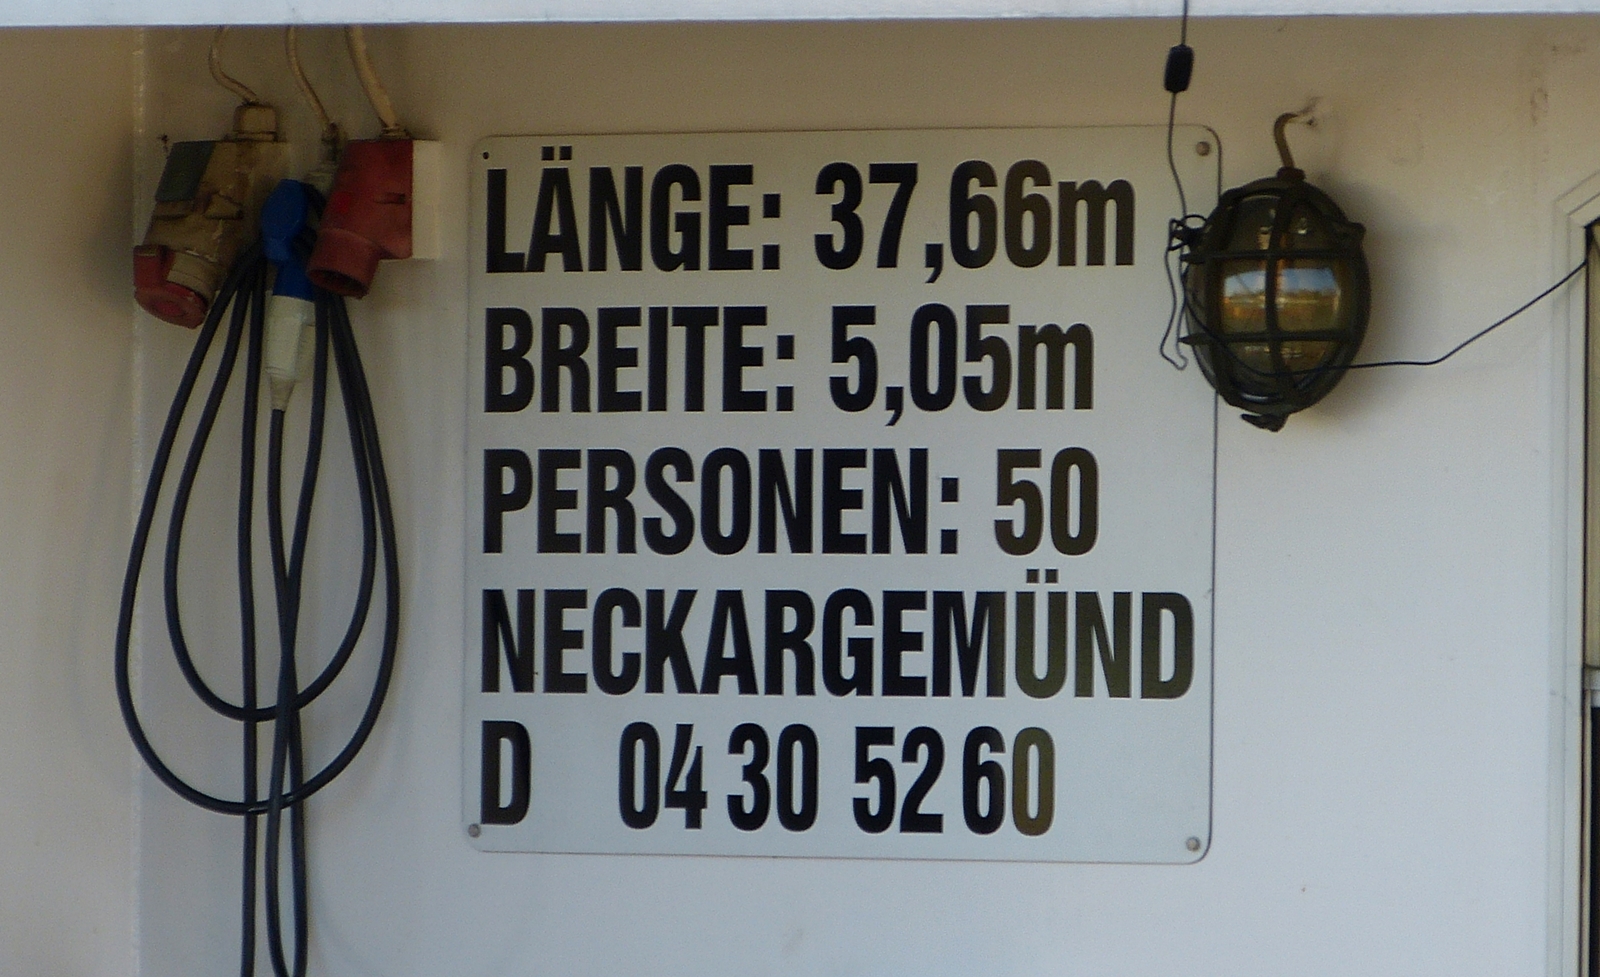 LÄNGE: 37,66m
BREITE: 5,05m
PERSONEN: 50
NECKARGEMÜND
D 04 30 52 60